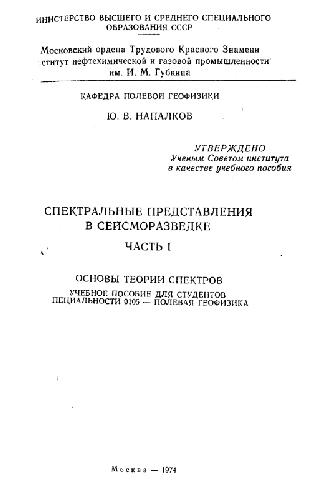 ИНИСТЕРСТВО ВЫСШЕГО И СРЕДНЕГО СПЕЦИАЛЬНОГО
ОБРАЗОВАНИЯ СССР
Московский ордена Трудового Красного Знамени
ститут нефтехимической и газовой промышленности
им. И. М. Губкина
КАФЕДРА ПОЛЕВОЙ ГЕОФИЗИКИ
Ю. В. НАПАЛКОВ
УТВЕРЖДЕНО
Ученым Советом института
в качестве учебного пособия
СПЕКТРАЛЬНЫЕ ПРЕДСТАВЛЕНИЯ
В СЕЙСМОРАЗВЕДКЕ
ЧАСТЬ I
ОСНОВЫ ТЕОРИИ СПЕКТРОВ
УЧЕБНОЕ ПОСОБИЕ ДЛЯ СТУДЕНТОВ
ПЕЦИАЛЬНОСТИ 0105 — ПОЛЕВАЯ ГЕОФИЗИКА
Москва — 1974